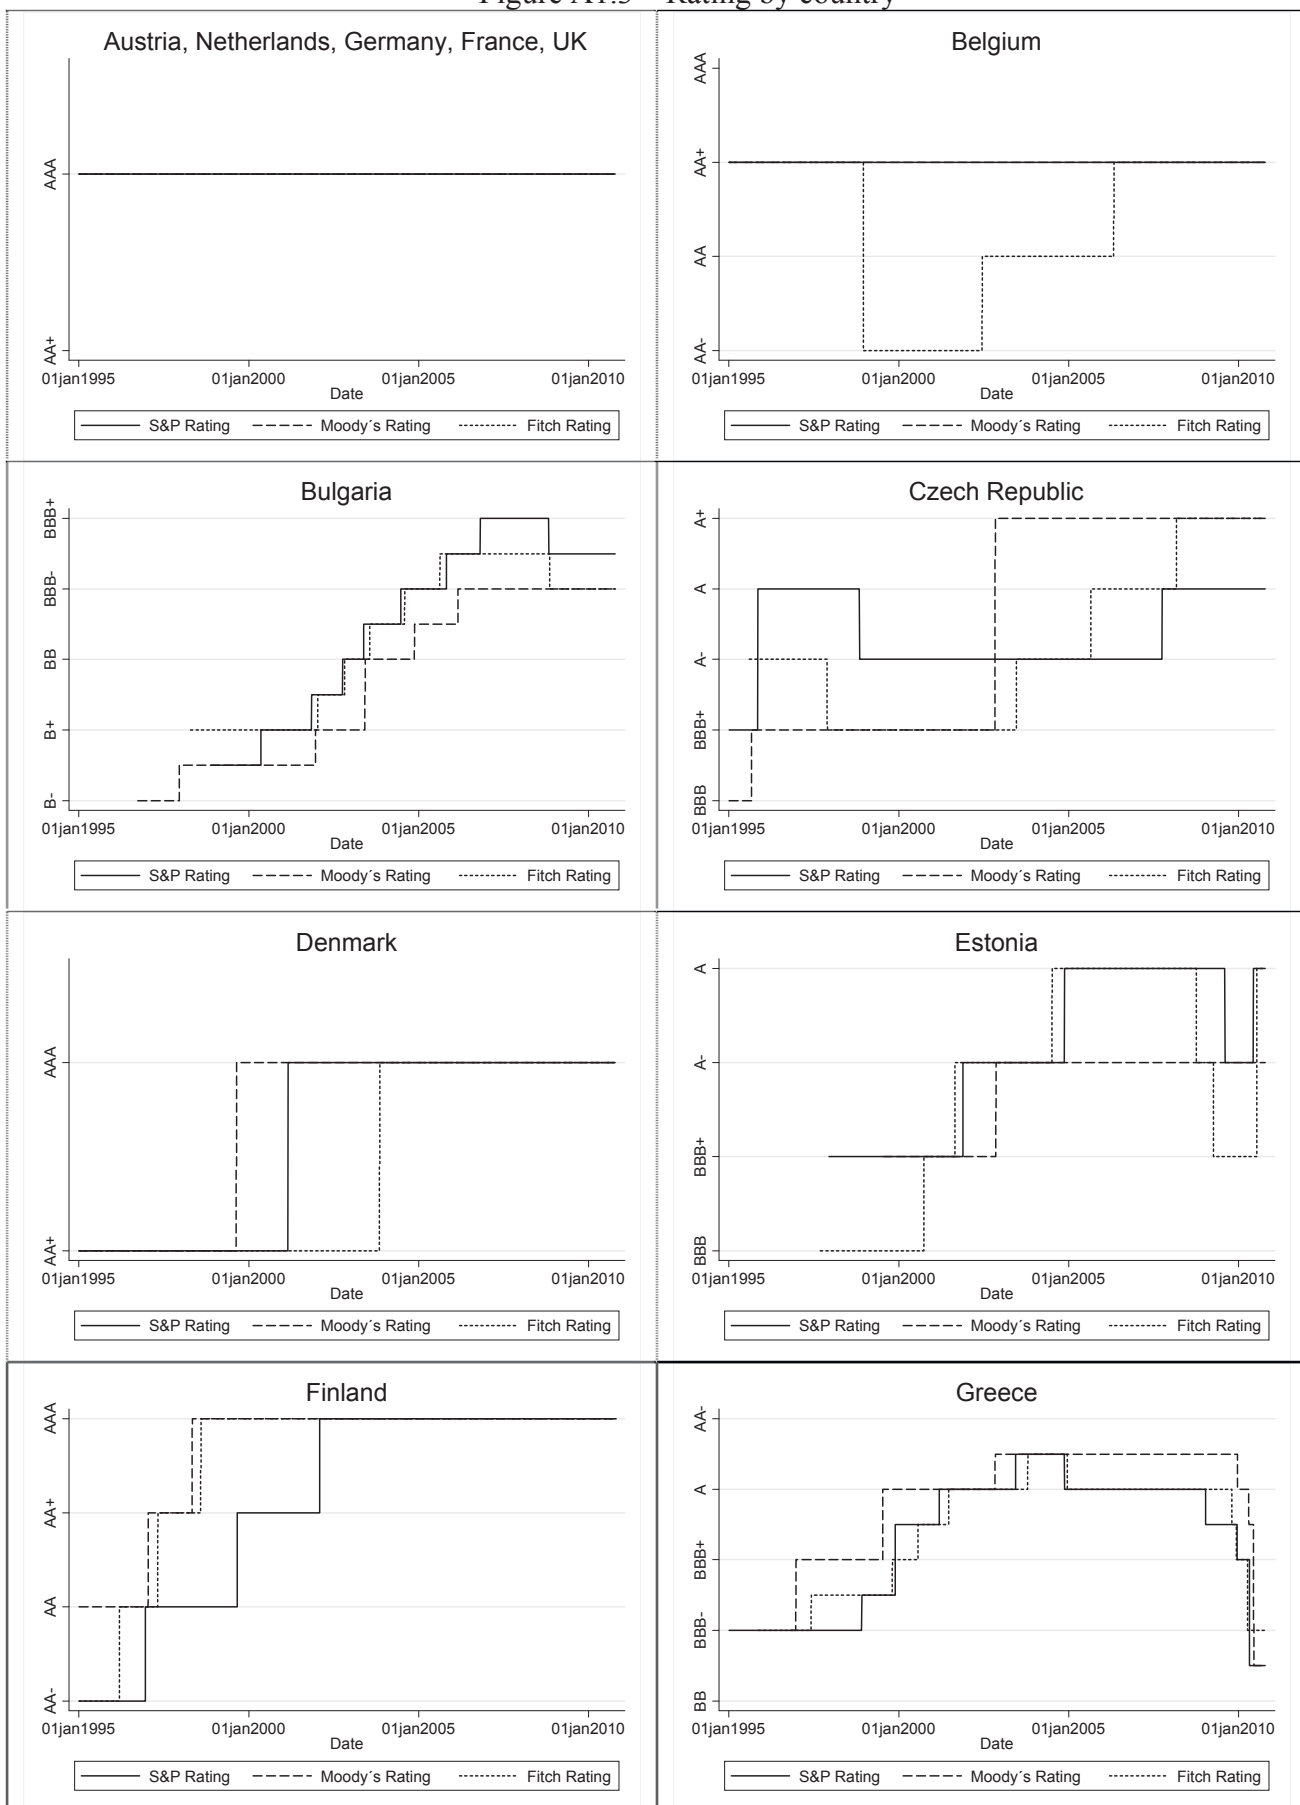 Figure A1.3 – Rating by country
Austria, Netherlands, Germany, France, UK
AAA
AA+
01jan1995 01jan2000 01jan2005 01jan2010
Date
S&P Rating Moody´s Rating Fitch Rating
Belgium
AAA
AA+
AA
AA-
01jan1995 01jan2000 01jan2005 01jan2010
Date
S&P Rating Moody´s Rating Fitch Rating
Bulgaria
BBB+
BBB-
BB
B+
B-
01jan1995 01jan2000 01jan2005 01jan2010
Date
S&P Rating Moody´s Rating Fitch Rating
Czech Republic
A+
A
A-
BBB+
BBB
01jan1995 01jan2000 01jan2005 01jan2010
Date
S&P Rating Moody´s Rating Fitch Rating
Denmark
AAA
AA+
01jan1995 01jan2000 01jan2005 01jan2010
Date
S&P Rating Moody´s Rating Fitch Rating
Estonia
A
A-
BBB+
BBB
01jan1995 01jan2000 01jan2005 01jan2010
Date
S&P Rating Moody´s Rating Fitch Rating
Finland
AAA
AA+
AA
AA-
01jan1995 01jan2000 01jan2005 01jan2010
Date
S&P Rating Moody´s Rating Fitch Rating
Greece
AA-
A
BBB+
BBB-
BB
01jan1995 01jan2000 01jan2005 01jan2010
Date
S&P Rating Moody´s Rating Fitch Rating